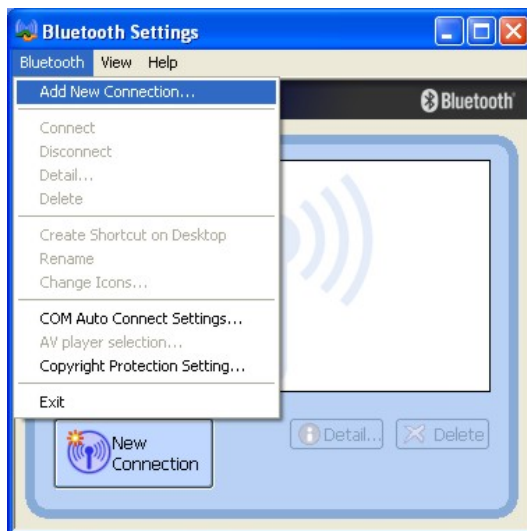 Bluetooth Settings
Bluetooth View Help
Add New Connection...
Bluetooth
Connect
Disconnect
Detail...
Delete
Create Shortcut on Desktop
Rename
Change Icons...
COM Auto Connect Settings...
AV player selection...
Copyright Protection Setting...
Exit
New
Connection
Detail...
Delete